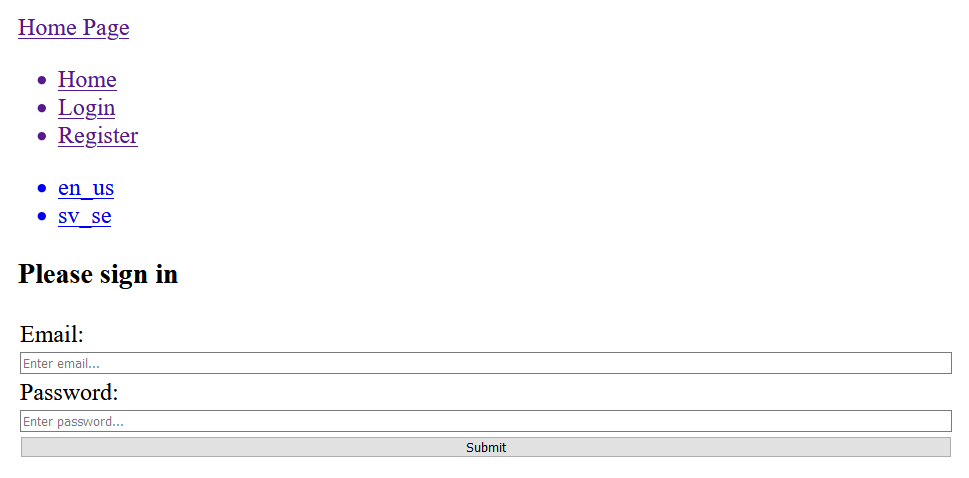 Home Page
Home
Login
Register
en_us
sv_se
Please sign in
Email:
Enter email...
Password:
Enter password...
Submit